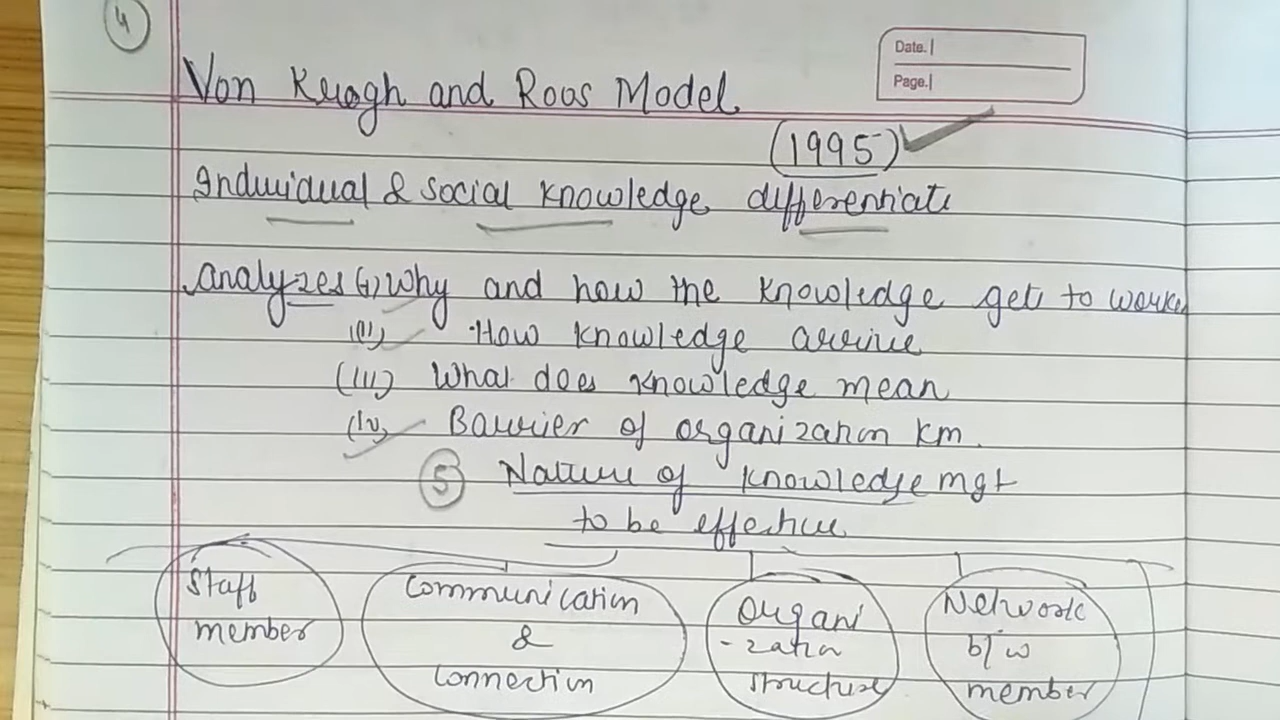 4
Date.
Page.
Von Krogh and Roos Model
(1995)
Individual & social knowledge differentiate
Analyzes (i) Why and how the knowledge gets to worker
(ii) How knowledge arrive
(iii) What does knowledge mean
(iv) Barrier of organization km.
5 Nature of knowledge mgt
to be effective
Staff
member
Communication
&
Connection
Organi
-zation
structure
Network
b/w
member